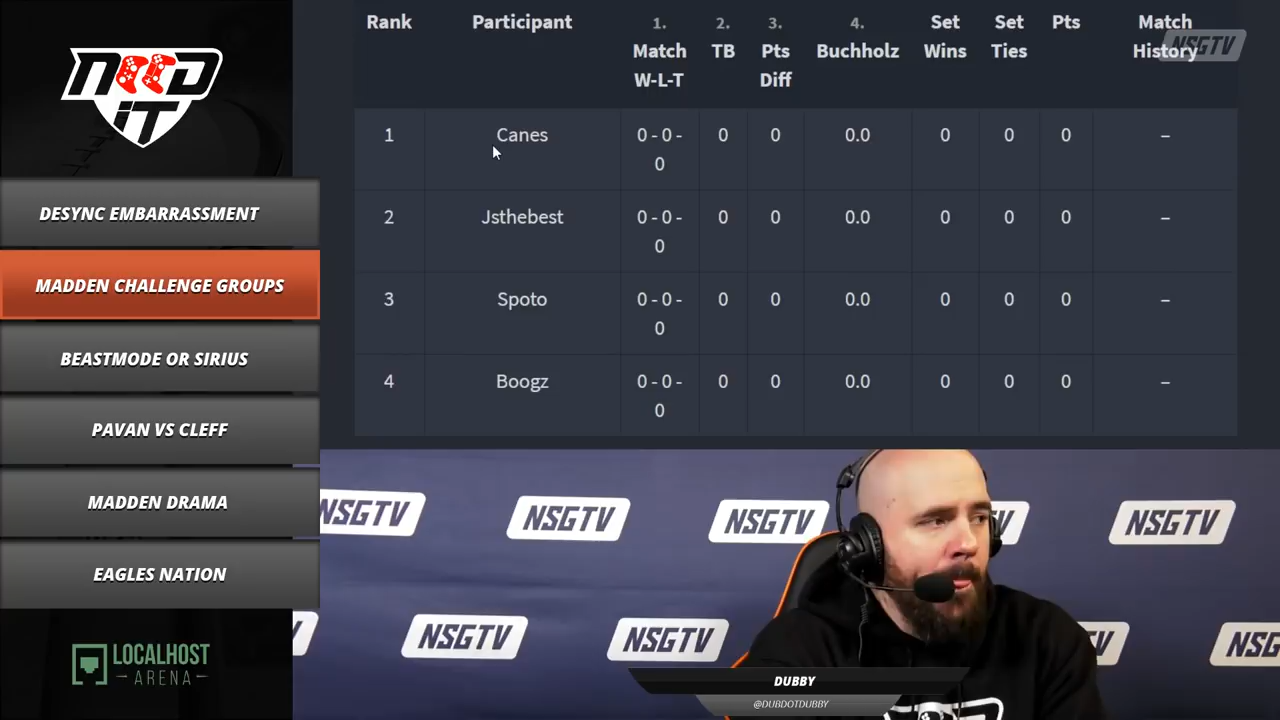 NEED
iT
DESYNC EMBARRASSMENT
MADDEN CHALLENGE GROUPS
BEASTMODE OR SIRIUS
PAVAN VS CLEFF
MADDEN DRAMA
EAGLES NATION
LOCALHOST
ARENA
Rank Participant 1. Match W-L-T 2. TB 3. Pts Diff 4. Buchholz Set Wins Set Ties Pts Match History
NSGTV
1 Canes 0 - 0 - 0 0 0 0.0 0 0 0 –
2 Jsthebest 0 - 0 - 0 0 0 0.0 0 0 0 –
3 Spoto 0 - 0 - 0 0 0 0.0 0 0 0 –
4 Boogz 0 - 0 - 0 0 0 0.0 0 0 0 –
NSGTV NSGTV NSGTV NSGTV
NSGTV NSGTV NSG
DUBBY
@DUBDOTDUBBY